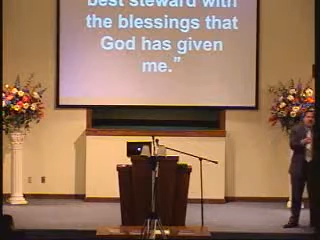 best steward with
the blessings that
God has given
me.”